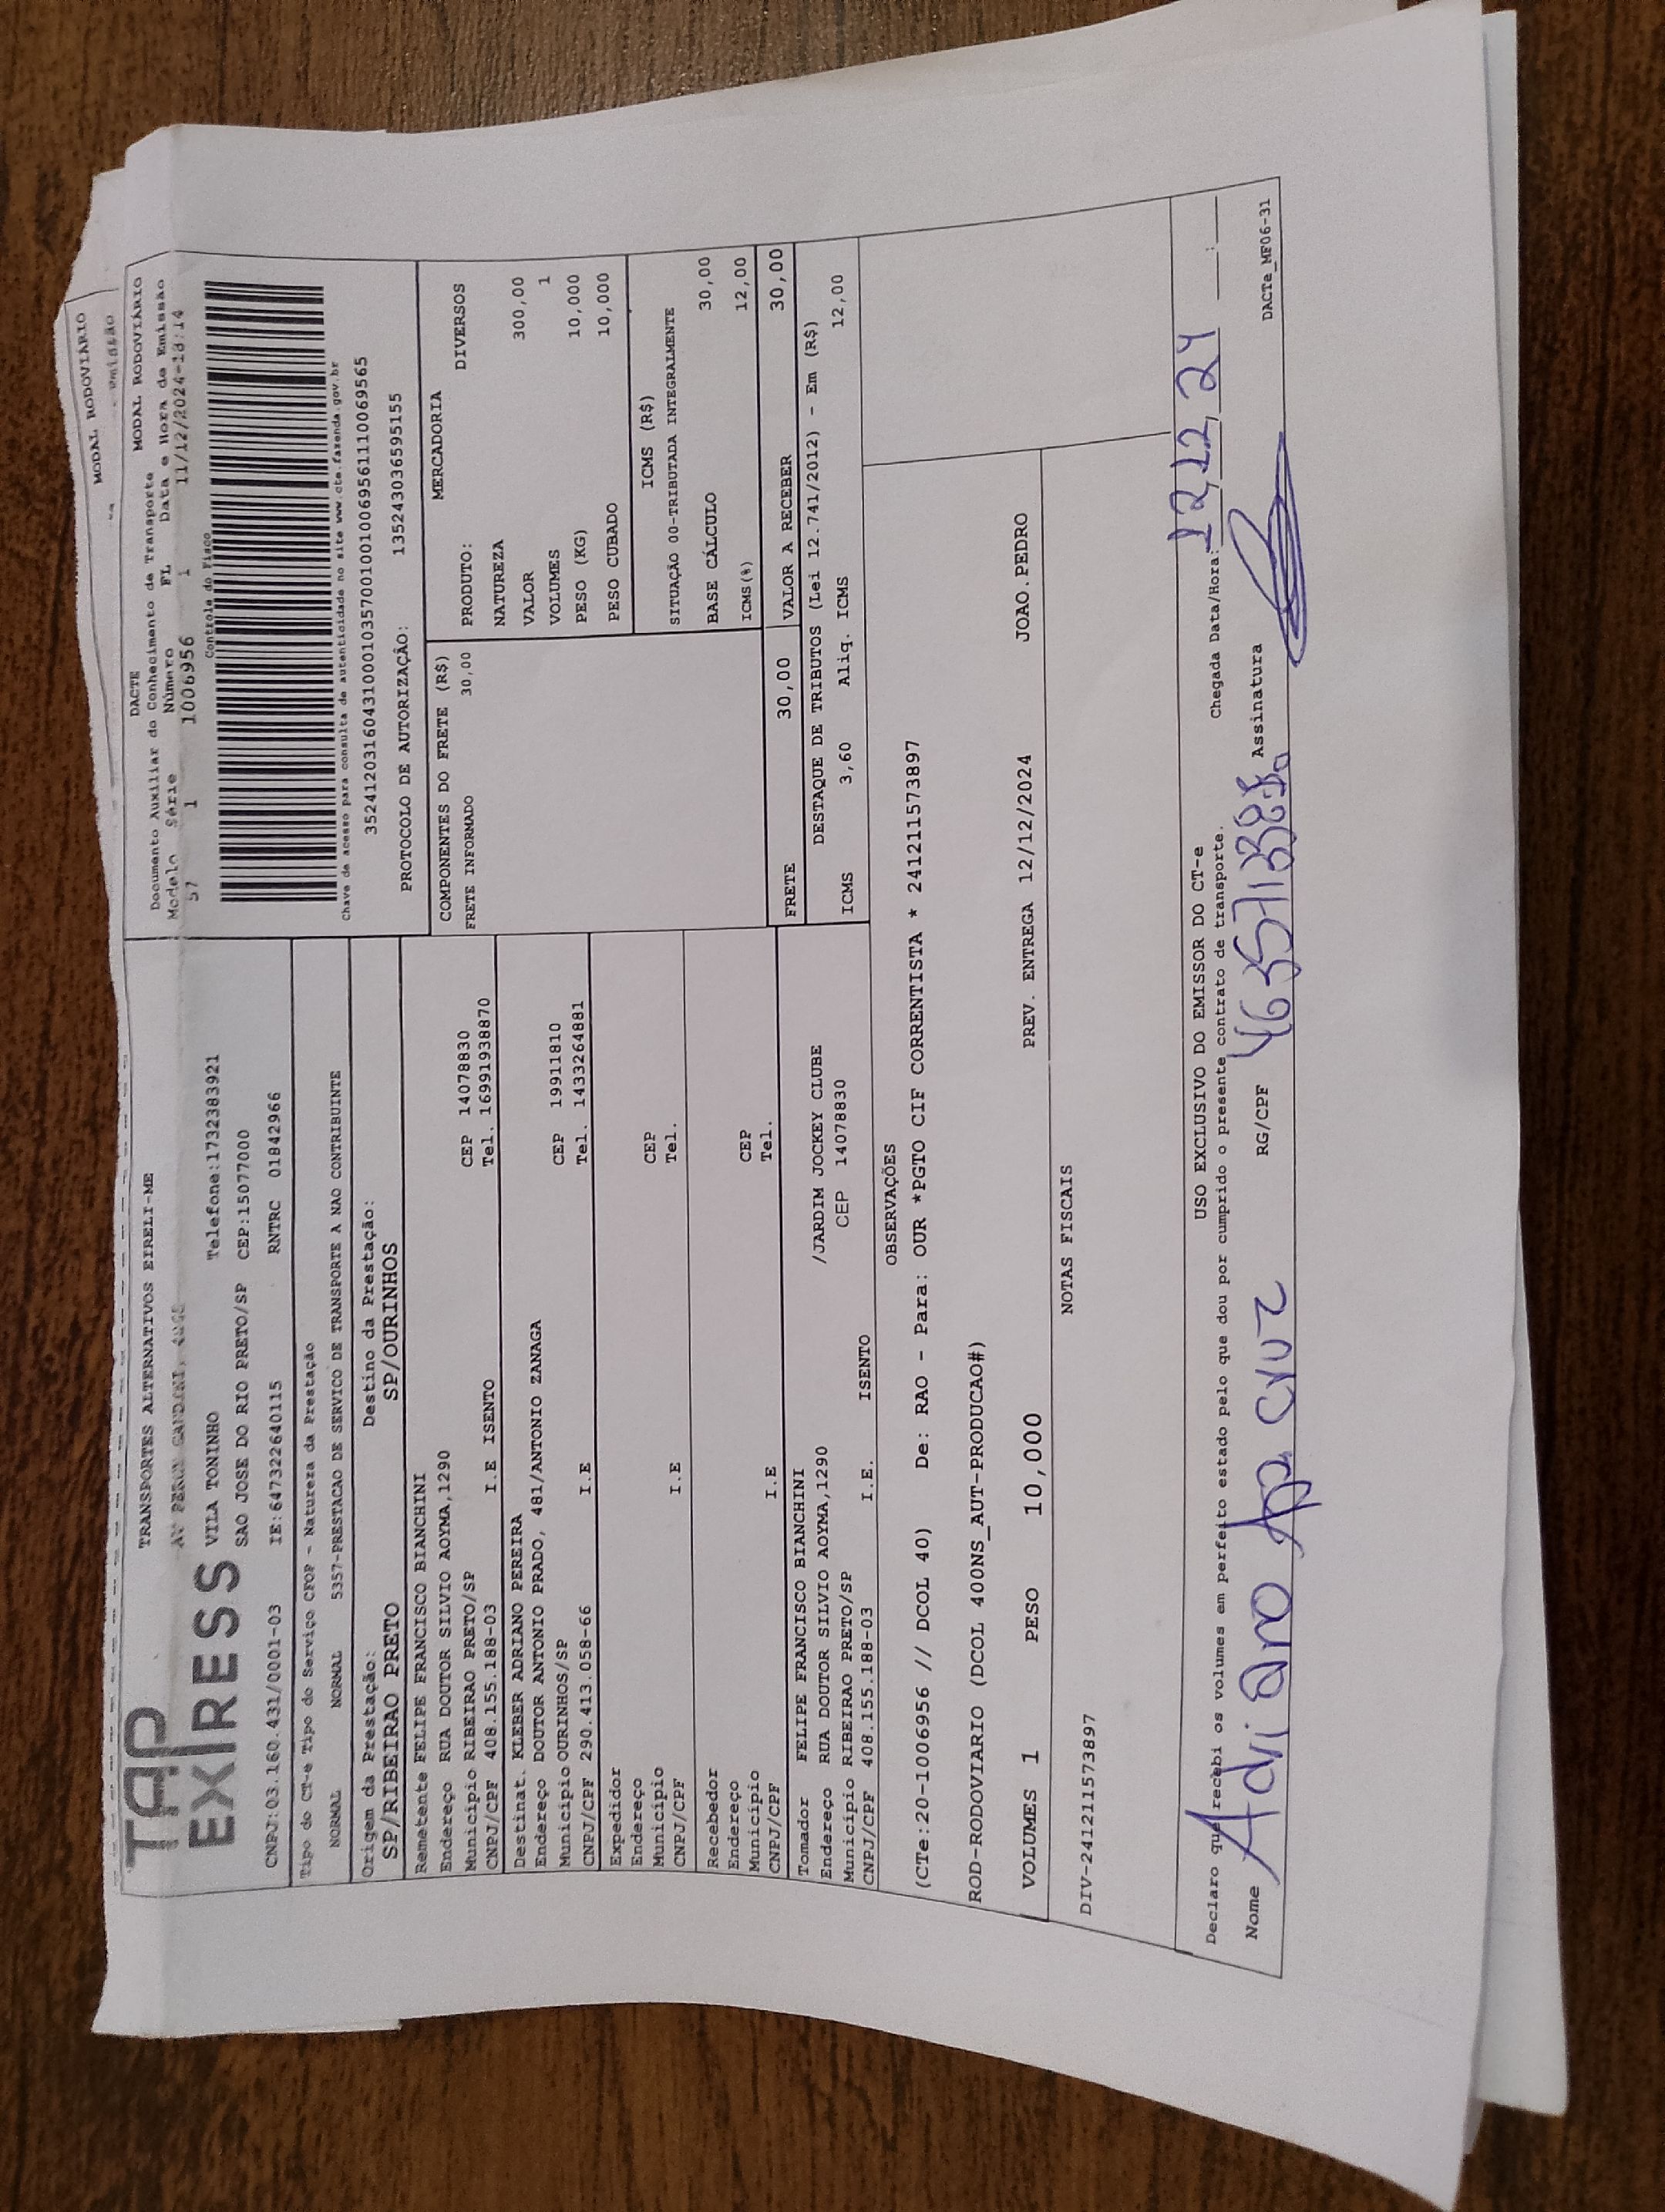 MODAL RODOVIÁRIO
emissão
TAP
EXPRESS
TRANSPORTES ALTERNATIVOS EIRELI-ME
VILA TONINHO Telefone:1732383921
SAO JOSE DO RIO PRETO/SP CEP:15077000
CNPJ:03.160.431/0001-03 IE:647322640115 RNTRC 01842966
DACTE MODAL RODOVIÁRIO
Documento Auxiliar do Conhecimento de Transporte
Modelo Série Número FL Data e Hora de Emissão
57 1 1006956 1 11/12/2024-18:14
Controle do Fisco
Chave de acesso para consulta de autenticidade no site www.cte.fazenda.gov.br
35241203160431000103570010010069561110069565
PROTOCOLO DE AUTORIZAÇÃO: 135243036595155
Tipo do CT-e Tipo do Serviço CFOP - Natureza da Prestação
NORMAL NORMAL 5357-PRESTACAO DE SERVICO DE TRANSPORTE A NAO CONTRIBUINTE
Origem da Prestação: Destino da Prestação:
SP/RIBEIRAO PRETO SP/OURINHOS
Remetente FELIPE FRANCISCO BIANCHINI
Endereço RUA DOUTOR SILVIO AOYMA,1290
Município RIBEIRAO PRETO/SP CEP 14078830
CNPJ/CPF 408.155.188-03 I.E ISENTO Tel. 16991938870
Destinat. KLEBER ADRIANO PEREIRA
Endereço DOUTOR ANTONIO PRADO, 481/ANTONIO ZANAGA
Município OURINHOS/SP CEP 19911810
CNPJ/CPF 290.413.058-66 I.E Tel. 1433264881
Expedidor
Endereço
Município CEP
CNPJ/CPF I.E Tel.
Recebedor
Endereço
Município CEP
CNPJ/CPF I.E Tel.
Tomador FELIPE FRANCISCO BIANCHINI
Endereço RUA DOUTOR SILVIO AOYMA,1290 /JARDIM JOCKEY CLUBE
Município RIBEIRAO PRETO/SP CEP 14078830
CNPJ/CPF 408.155.188-03 I.E. ISENTO
COMPONENTES DO FRETE (R$)
FRETE INFORMADO 30,00
MERCADORIA
PRODUTO: DIVERSOS
NATUREZA
VALOR 300,00
VOLUMES 1
PESO (KG) 10,000
PESO CUBADO 10,000
ICMS (R$)
SITUAÇÃO 00-TRIBUTADA INTEGRALMENTE
BASE CÁLCULO 30,00
ICMS(%) 12,00
FRETE 30,00 VALOR A RECEBER 30,00
DESTAQUE DE TRIBUTOS (Lei 12.741/2012) - Em (R$)
ICMS 3,60 Aliq. ICMS 12,00
OBSERVAÇÕES
(CTe:20-1006956 // DCOL 40) De: RAO - Para: OUR *PGTO CIF CORRENTISTA * 241211573897
ROD-RODOVIARIO (DCOL 400NS_AUT-PRODUCAO#)
VOLUMES 1 PESO 10,000 PREV. ENTREGA 12/12/2024 JOAO.PEDRO
NOTAS FISCAIS
DIV-241211573897
USO EXCLUSIVO DO EMISSOR DO CT-e
Declaro que recebi os volumes em perfeito estado pelo que dou por cumprido o presente contrato de transporte. Chegada Data/Hora: 12,12,24 ___:___
Nome Adriano Ap. cruz RG/CPF Assinatura
DACTe_MF06-31